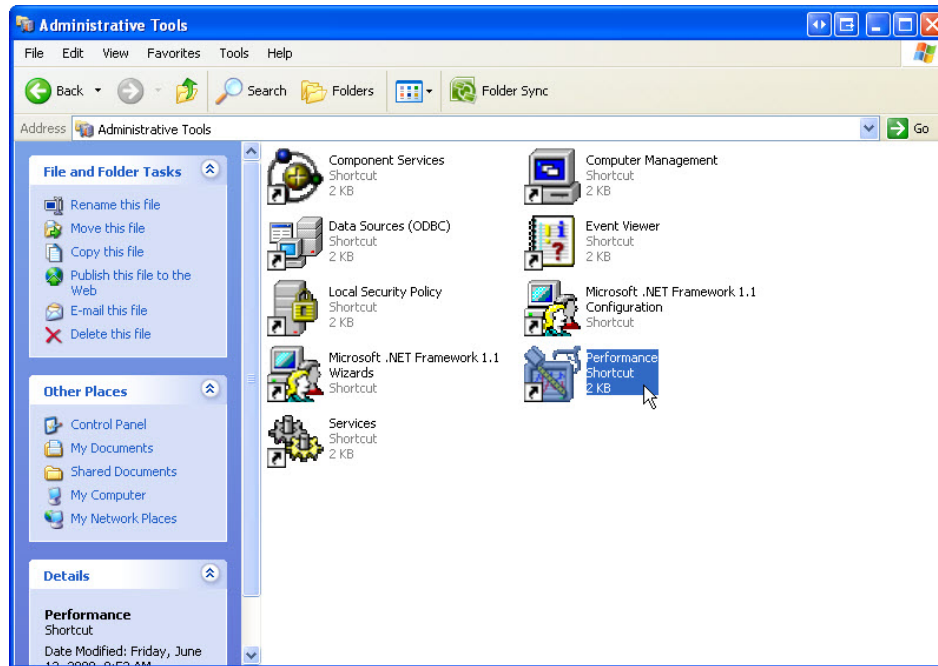 Administrative Tools
File Edit View Favorites Tools Help
Back Search Folders Folder Sync
Address Administrative Tools Go
File and Folder Tasks
Rename this file
Move this file
Copy this file
Publish this file to the
Web
E-mail this file
Delete this file
Other Places
Control Panel
My Documents
Shared Documents
My Computer
My Network Places
Details
Performance
Shortcut
Date Modified: Friday, June
Component Services
Shortcut
2 KB
Computer Management
Shortcut
2 KB
Data Sources (ODBC)
Shortcut
2 KB
Event Viewer
Shortcut
2 KB
Local Security Policy
Shortcut
2 KB
Microsoft .NET Framework 1.1
Configuration
Shortcut
Microsoft .NET Framework 1.1
Wizards
Shortcut
Performance
Shortcut
2 KB
Services
Shortcut
2 KB